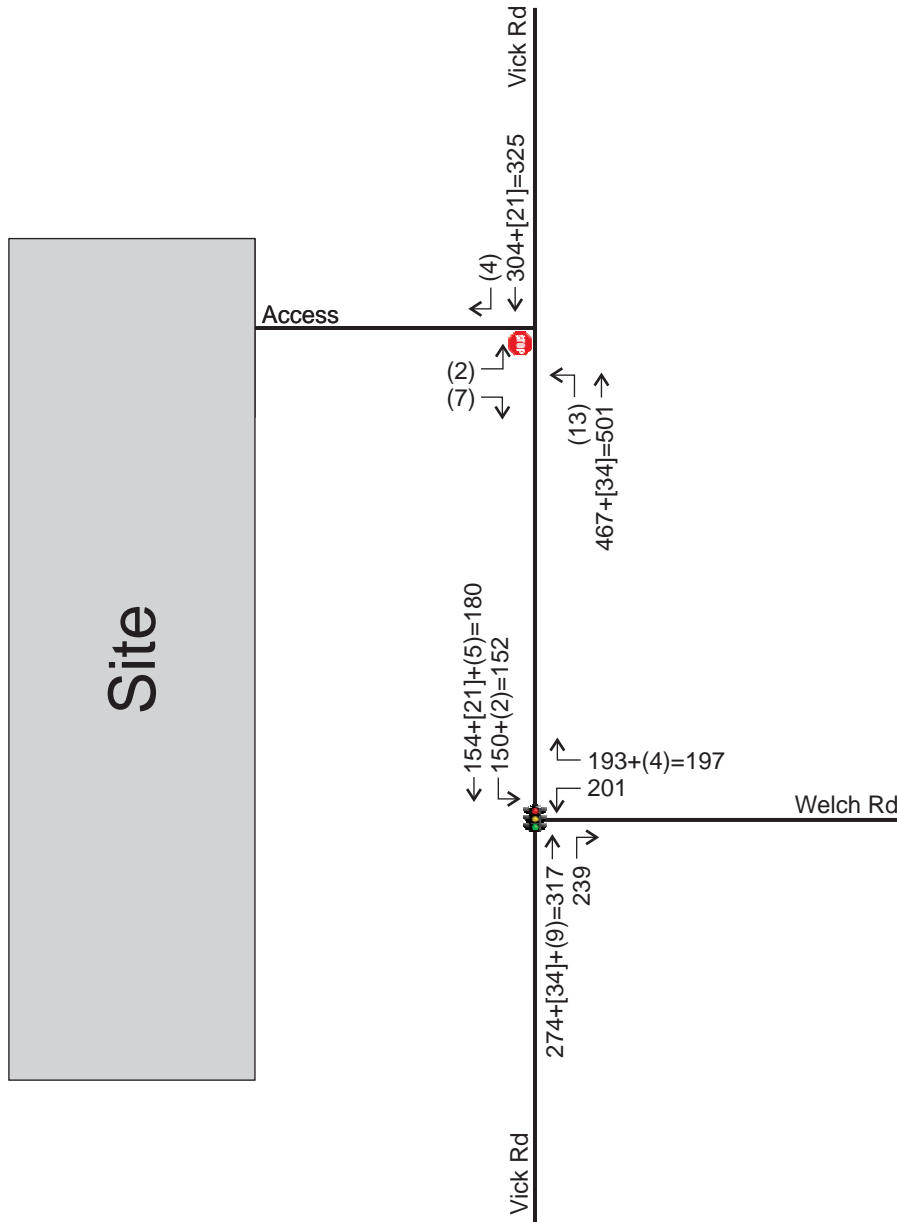 Vick Rd
304+[21]=325
(4)
Access
STOP
(2)
(7)
(13)
467+[34]=501
Site
154+[21]+(5)=180
150+(2)=152
193+(4)=197
201
Welch Rd
274+[34]+(9)=317
239
Vick Rd